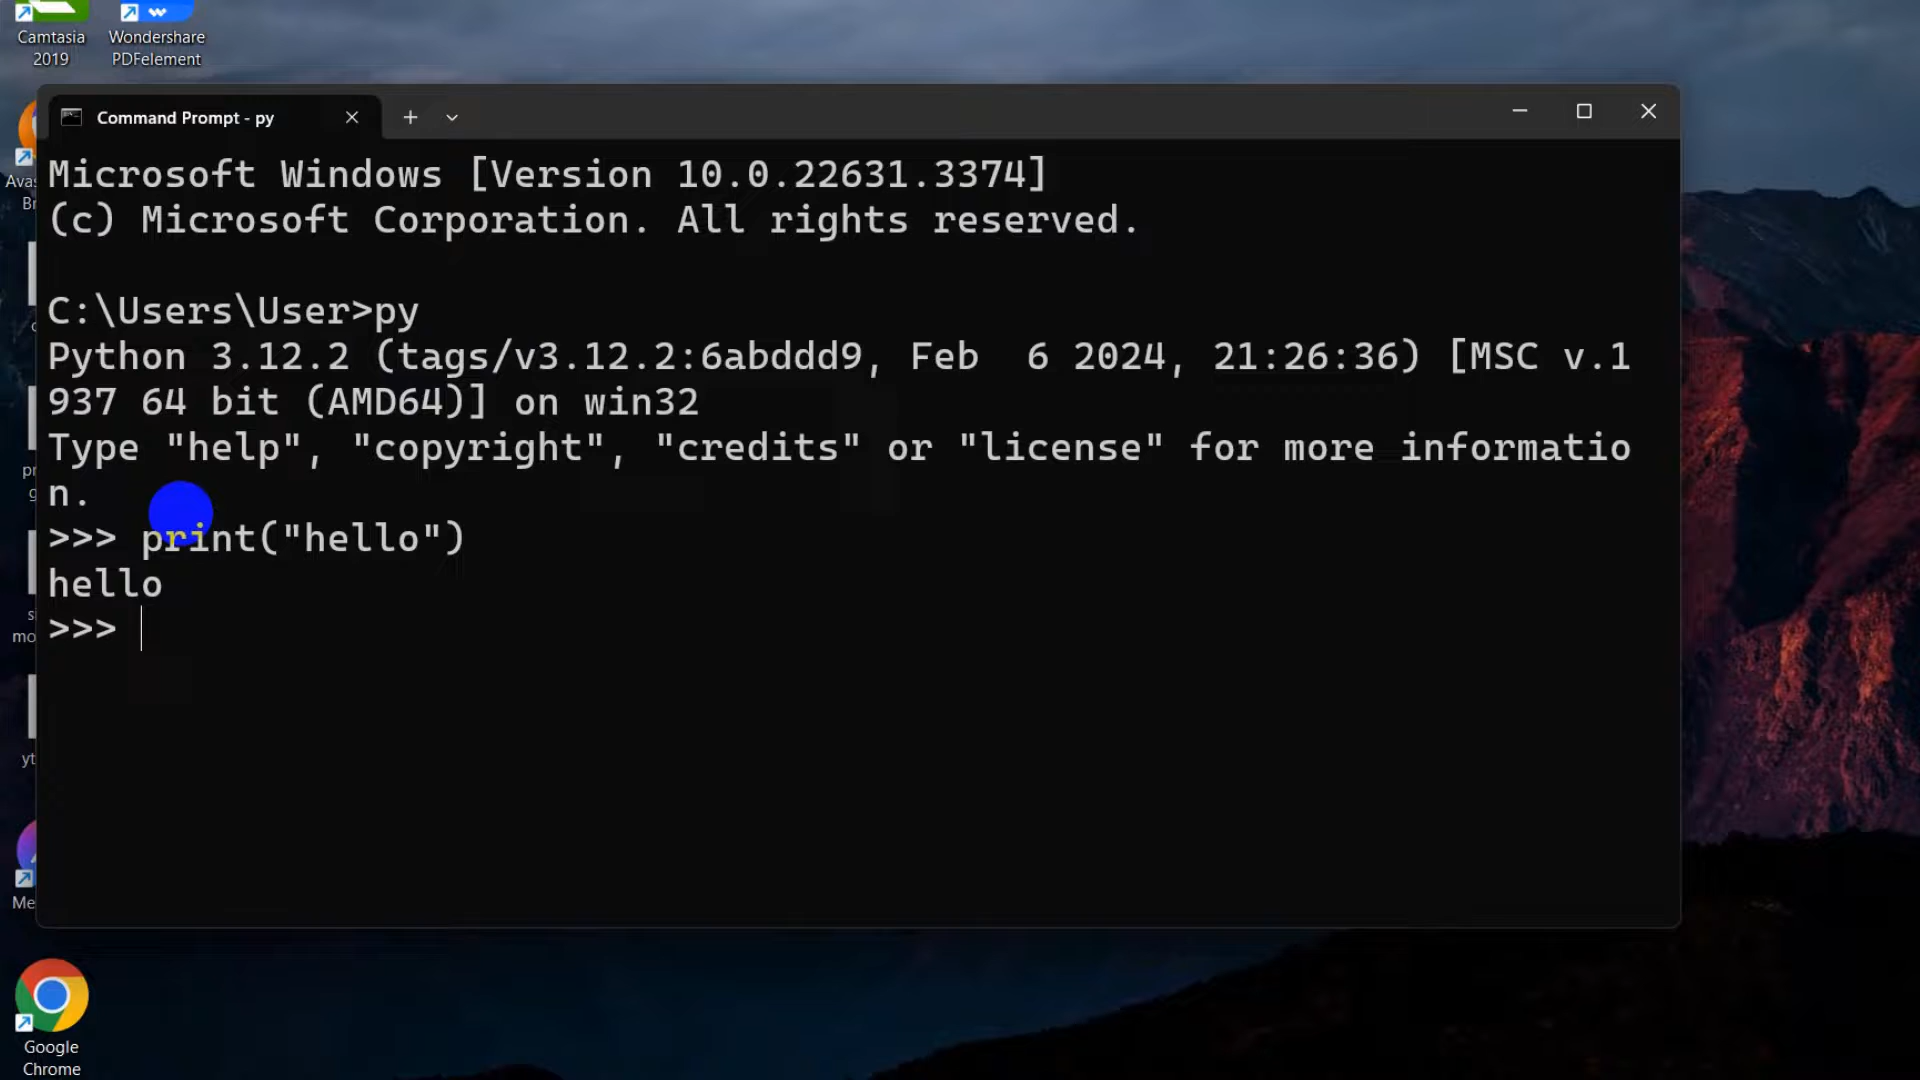 Camtasia
2019
Wondershare
PDFelement
Command Prompt - py
Microsoft Windows [Version 10.0.22631.3374]
(c) Microsoft Corporation. All rights reserved.
C:\Users\User>py
Python 3.12.2 (tags/v3.12.2:6abddd9, Feb  6 2024, 21:26:36) [MSC v.1
937 64 bit (AMD64)] on win32
Type "help", "copyright", "credits" or "license" for more informatio
n.
>>> print("hello")
hello
>>>
Google
Chrome